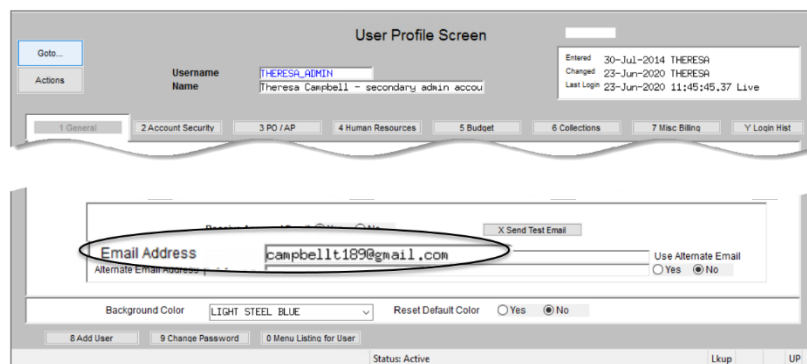 User Profile Screen
Goto...
Actions
Username THERESA_ADMIN
Name Theresa Campbell - secondary admin accou
Entered 30-Jul-2014 THERESA
Changed 23-Jun-2020 THERESA
Last Login 23-Jun-2020 11:45:45.37 Live
1 General 2 Account Security 3 PO / AP 4 Human Resources 5 Budget 6 Collections 7 Misc Billing Y Login Hist
No X Send Test Email
Email Address campbellt189@gmail.com Use Alternate Email
Alternate Email Address Yes No
Background Color LIGHT STEEL BLUE Reset Default Color Yes No
8 Add User 9 Change Password 0 Menu Listing for User
Status: Active Lkup UP